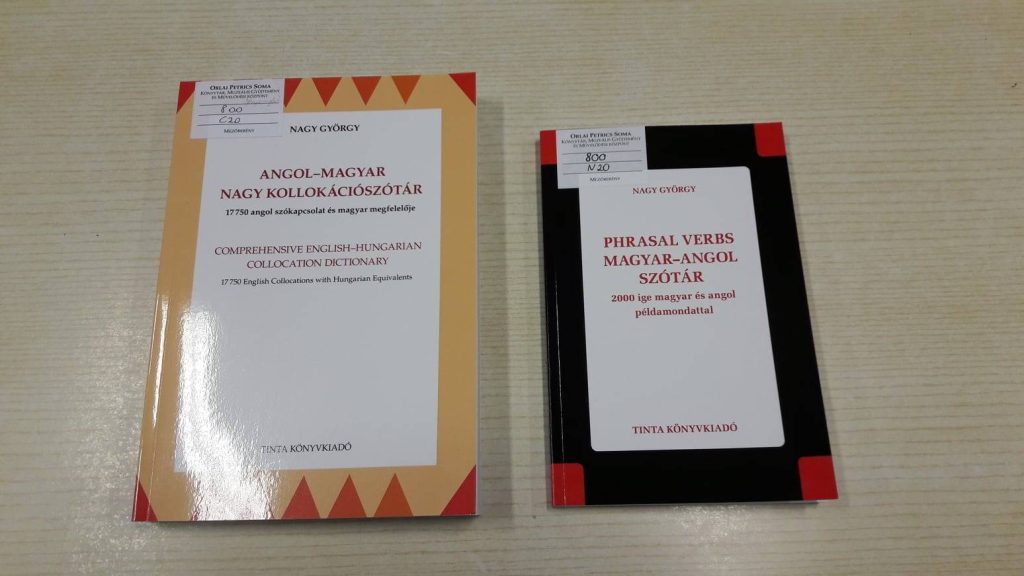 ORLAI PETRICS SOMA
KÖNYVTÁR, MUZEÁLIS GYŰJTEMÉNY
ÉS MŰVELŐDÉSI KÖZPONT
800
C20
MEZŐBERÉNY
NAGY GYÖRGY
ANGOL–MAGYAR
NAGY KOLLOKÁCIÓSZÓTÁR
17 750 angol szókapcsolat és magyar megfelelője
COMPREHENSIVE ENGLISH–HUNGARIAN
COLLOCATION DICTIONARY
17 750 English Collocations with Hungarian Equivalents
TINTA KÖNYVKIADÓ
ORLAI PETRICS SOMA
KÖNYVTÁR, MUZEÁLIS GYŰJTEMÉNY
ÉS MŰVELŐDÉSI KÖZPONT
800
N20
MEZŐBERÉNY
NAGY GYÖRGY
PHRASAL VERBS
MAGYAR–ANGOL
SZÓTÁR
2000 ige magyar és angol
példamondattal
TINTA KÖNYVKIADÓ